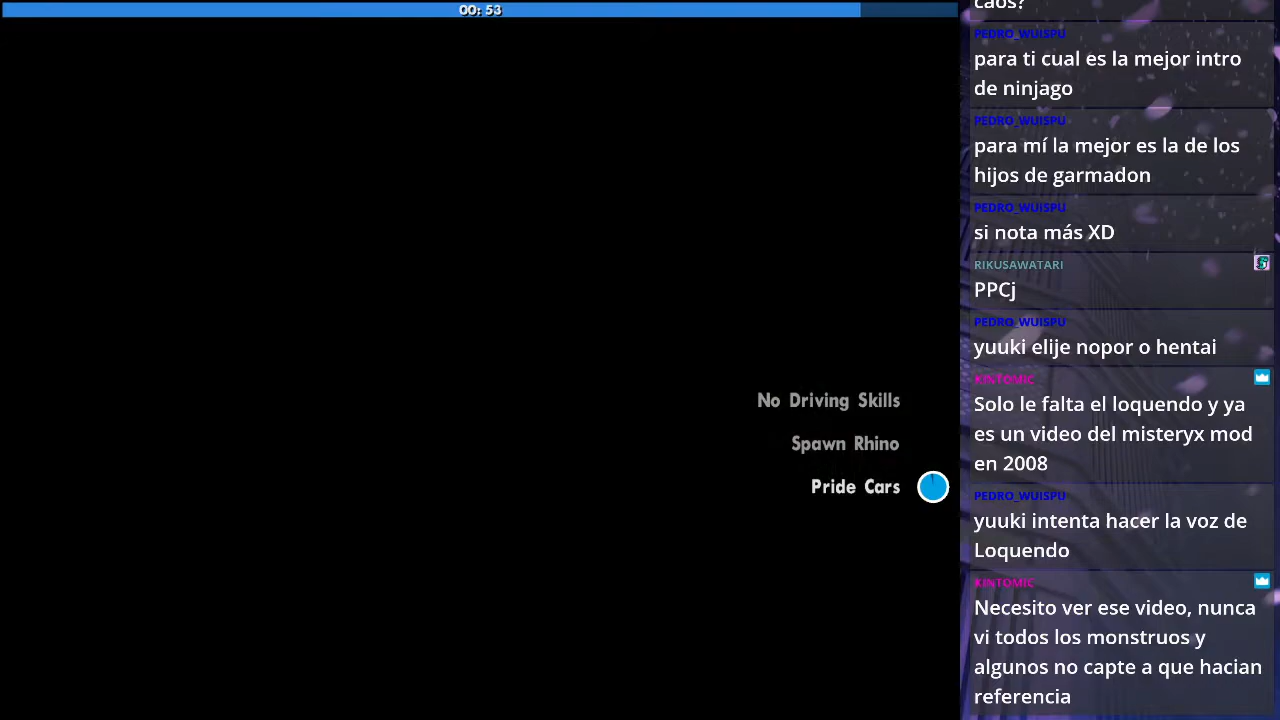 00: 53
No Driving Skills
Spawn Rhino
Pride Cars
caos?
PEDRO_WUISPU
para ti cual es la mejor intro
de ninjago
PEDRO_WUISPU
para mí la mejor es la de los
hijos de garmadon
PEDRO_WUISPU
si nota más XD
RIKUSAWATARI
PPCj
PEDRO_WUISPU
yuuki elije nopor o hentai
KINTOMIC
Solo le falta el loquendo y ya
es un video del misteryx mod
en 2008
PEDRO_WUISPU
yuuki intenta hacer la voz de
Loquendo
KINTOMIC
Necesito ver ese video, nunca
vi todos los monstruos y
algunos no capte a que hacian
referencia